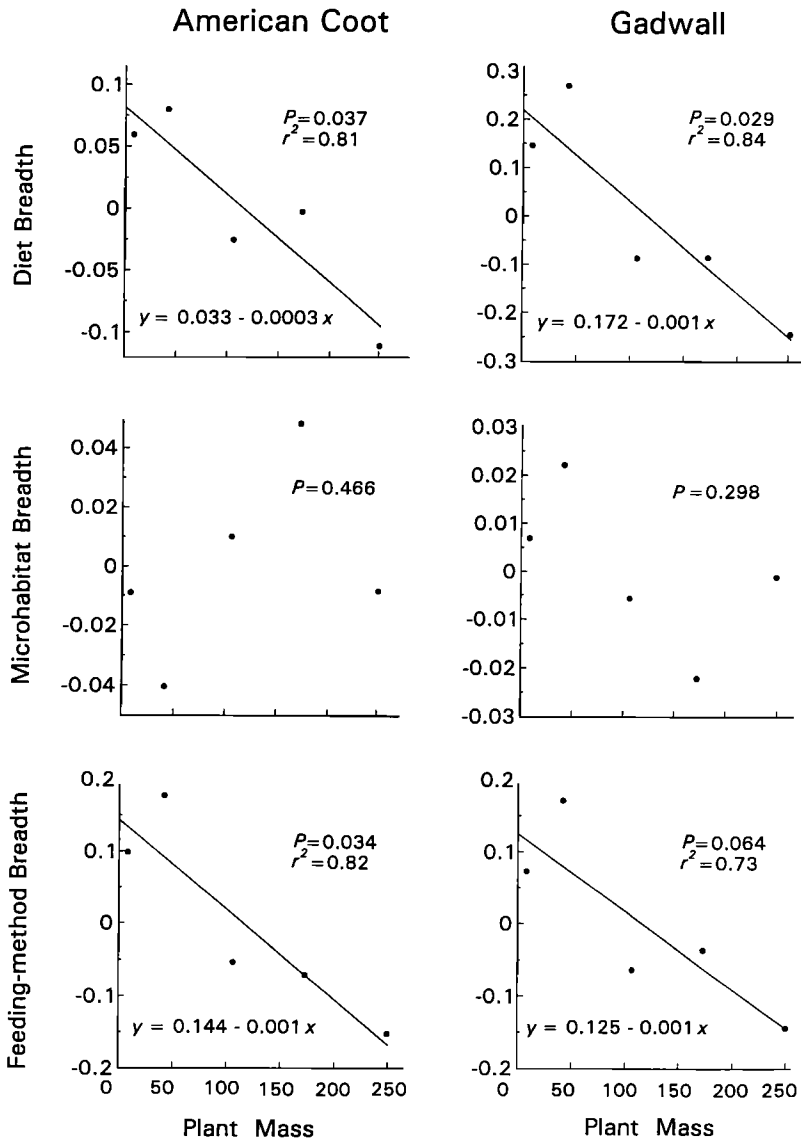 American Coot
Gadwall
Diet Breadth
0.1
0.05
0
-0.05
-0.1
P=0.037
r²=0.81
y = 0.033 - 0.0003x
0.3
0.2
0.1
0
-0.1
-0.2
-0.3
P=0.029
r²=0.84
y = 0.172 - 0.001x
Microhabitat Breadth
0.04
0.02
0
-0.02
-0.04
P=0.466
0.03
0.02
0.01
0
-0.01
-0.02
-0.03
P=0.298
Feeding-method Breadth
0.2
0.1
0
-0.1
-0.2
P=0.034
r²=0.82
y = 0.144 - 0.001x
0 50 100 150 200 250
Plant Mass
0.2
0.1
0
-0.1
-0.2
P=0.064
r²=0.73
y = 0.125 - 0.001x
0 50 100 150 200 250
Plant Mass